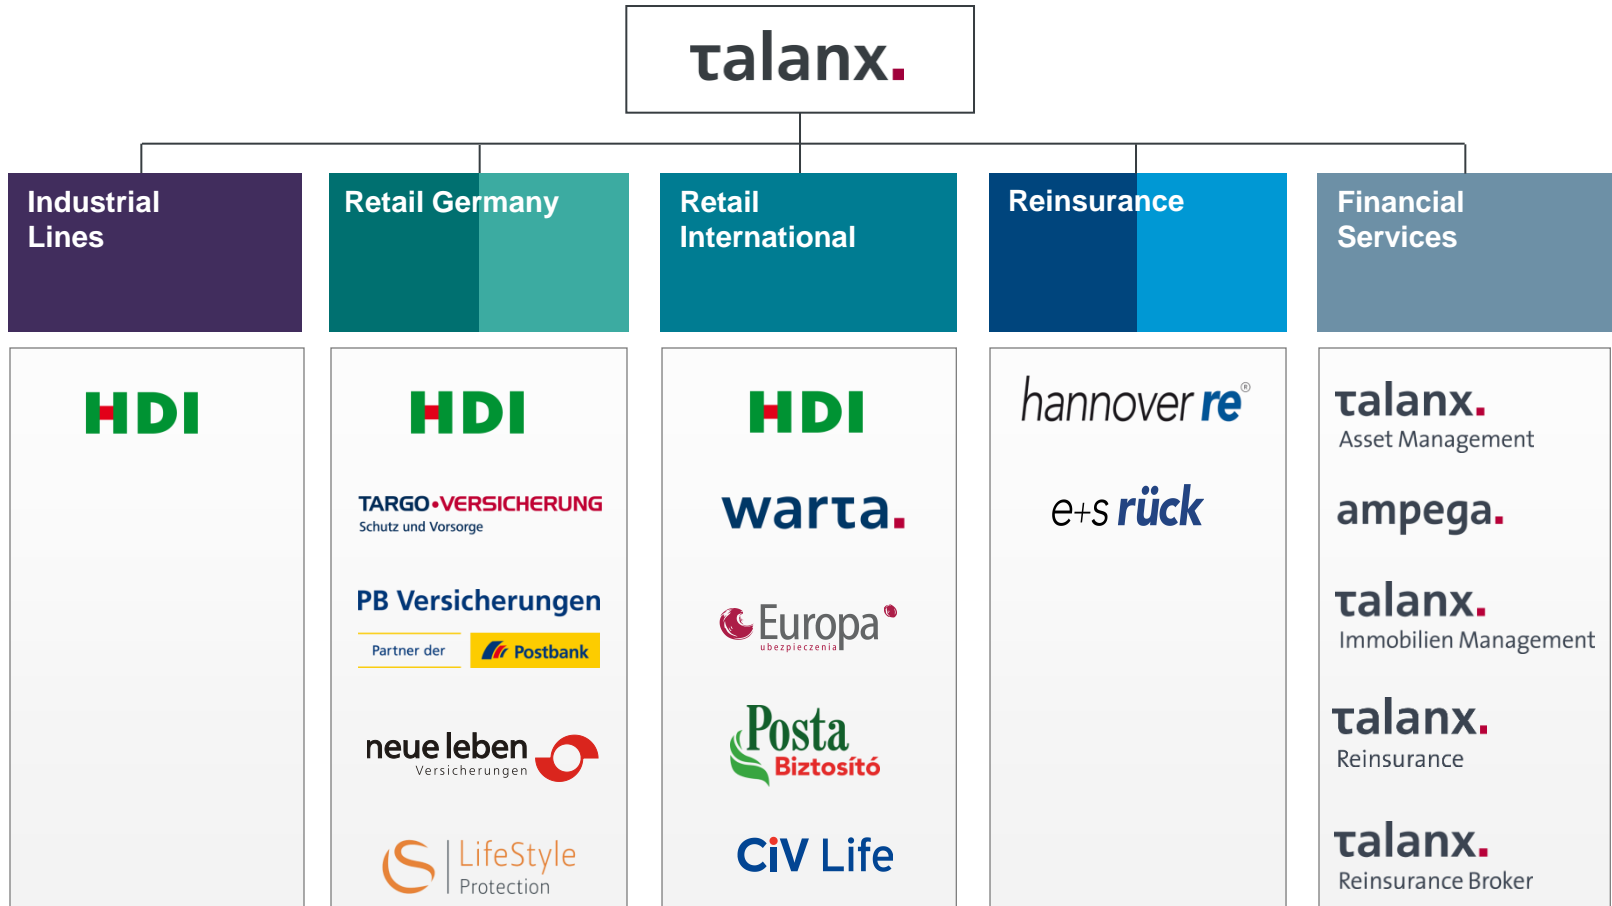 talanx.
Industrial
Lines
Retail Germany
Retail
International
Reinsurance
Financial
Services
HDI
HDI
TARGO•VERSICHERUNG
Schutz und Vorsorge
PB Versicherungen
Partner der
Postbank
neue leben
Versicherungen
LifeStyle
Protection
HDI
warta.
Europa
ubezpieczenia
Posta
Biztosító
CiV Life
hannover re®
e+s rück
talanx.
Asset Management
ampega.
talanx.
Immobilien Management
talanx.
Reinsurance
talanx.
Reinsurance Broker